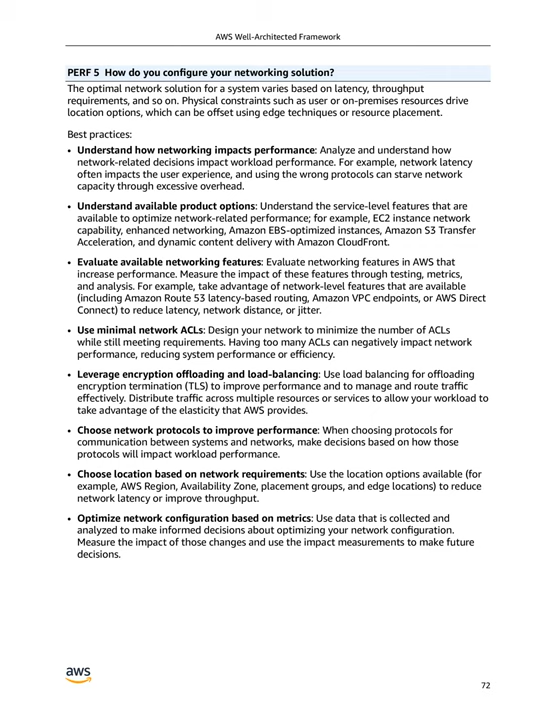 AWS Well-Architected Framework
PERF 5  How do you configure your networking solution?
The optimal network solution for a system varies based on latency, throughput
requirements, and so on. Physical constraints such as user or on-premises resources drive
location options, which can be offset using edge techniques or resource placement.
Best practices:
• Understand how networking impacts performance: Analyze and understand how
network-related decisions impact workload performance. For example, network latency
often impacts the user experience, and using the wrong protocols can starve network
capacity through excessive overhead.
• Understand available product options: Understand the service-level features that are
available to optimize network-related performance; for example, EC2 instance network
capability, enhanced networking, Amazon EBS-optimized instances, Amazon S3 Transfer
Acceleration, and dynamic content delivery with Amazon CloudFront.
• Evaluate available networking features: Evaluate networking features in AWS that
increase performance. Measure the impact of these features through testing, metrics,
and analysis. For example, take advantage of network-level features that are available
(including Amazon Route 53 latency-based routing, Amazon VPC endpoints, or AWS Direct
Connect) to reduce latency, network distance, or jitter.
• Use minimal network ACLs: Design your network to minimize the number of ACLs
while still meeting requirements. Having too many ACLs can negatively impact network
performance, reducing system performance or efficiency.
• Leverage encryption offloading and load-balancing: Use load balancing for offloading
encryption termination (TLS) to improve performance and to manage and route traffic
effectively. Distribute traffic across multiple resources or services to allow your workload to
take advantage of the elasticity that AWS provides.
• Choose network protocols to improve performance: When choosing protocols for
communication between systems and networks, make decisions based on how those
protocols will impact workload performance.
• Choose location based on network requirements: Use the location options available (for
example, AWS Region, Availability Zone, placement groups, and edge locations) to reduce
network latency or improve throughput.
• Optimize network configuration based on metrics: Use data that is collected and
analyzed to make informed decisions about optimizing your network configuration.
Measure the impact of those changes and use the impact measurements to make future
decisions.
aws
72